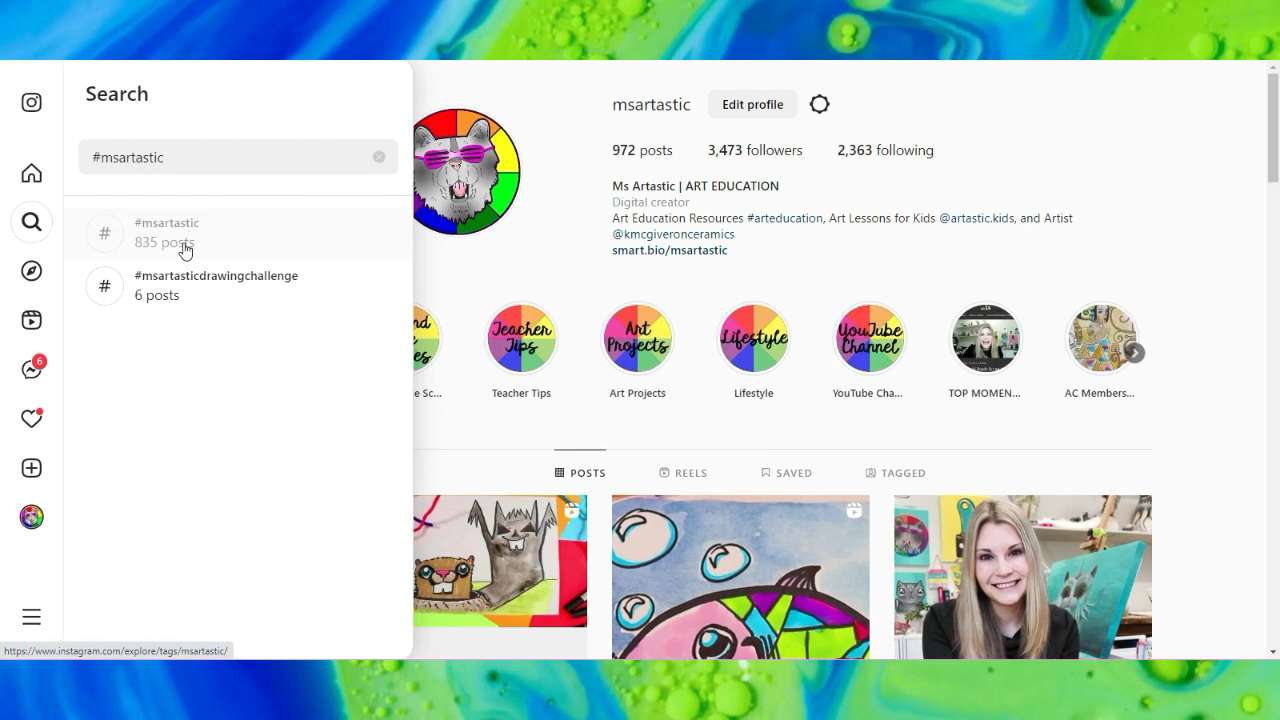 Search
#msartastic
#msartastic
835 posts
#msartasticdrawingchallenge
6 posts
6
https://www.instagram.com/explore/tags/msartastic/
msartastic Edit profile
972 posts 3,473 followers 2,363 following
Ms Artastic | ART EDUCATION
Digital creator
Art Education Resources #arteducation, Art Lessons for Kids @artastic.kids, and Artist
@kmcgiveronceramics
smart.bio/msartastic
Teacher
Tips
Art
Projects
Lifestyle
YouTube
Channel
e Sc... Teacher Tips Art Projects Lifestyle YouTube Cha... TOP MOMEN... AC Members...
POSTS REELS SAVED TAGGED